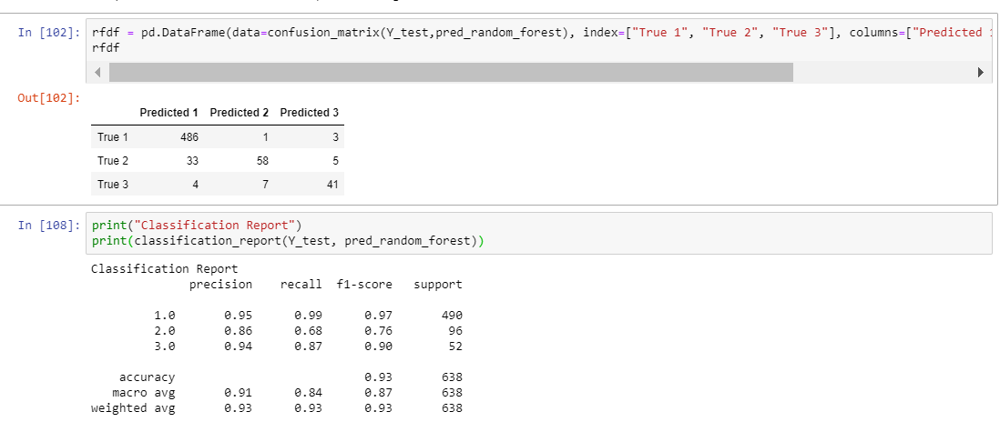 In [102]: rfdf = pd.DataFrame(data=confusion_matrix(Y_test,pred_random_forest), index=["True 1", "True 2", "True 3"], columns=["Predicted
rfdf
Out[102]:
Predicted 1 Predicted 2 Predicted 3
True 1 486 1 3
True 2 33 58 5
True 3 4 7 41
In [108]: print("Classification Report")
print(classification_report(Y_test, pred_random_forest))
Classification Report
precision recall f1-score support
1.0 0.95 0.99 0.97 490
2.0 0.86 0.68 0.76 96
3.0 0.94 0.87 0.90 52
accuracy 0.93 638
macro avg 0.91 0.84 0.87 638
weighted avg 0.93 0.93 0.93 638